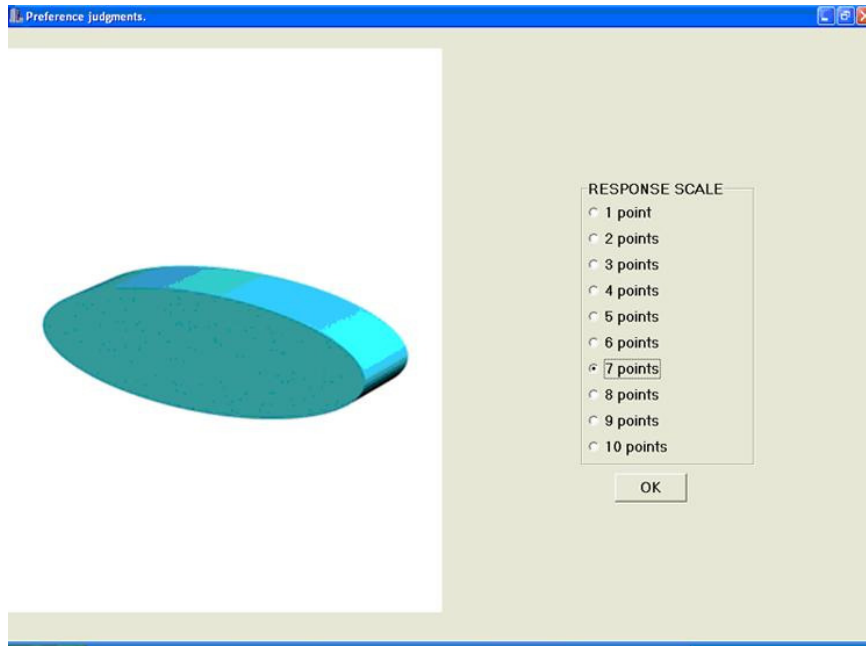 Preference judgments.
RESPONSE SCALE
1 point
2 points
3 points
4 points
5 points
6 points
7 points
8 points
9 points
10 points
OK